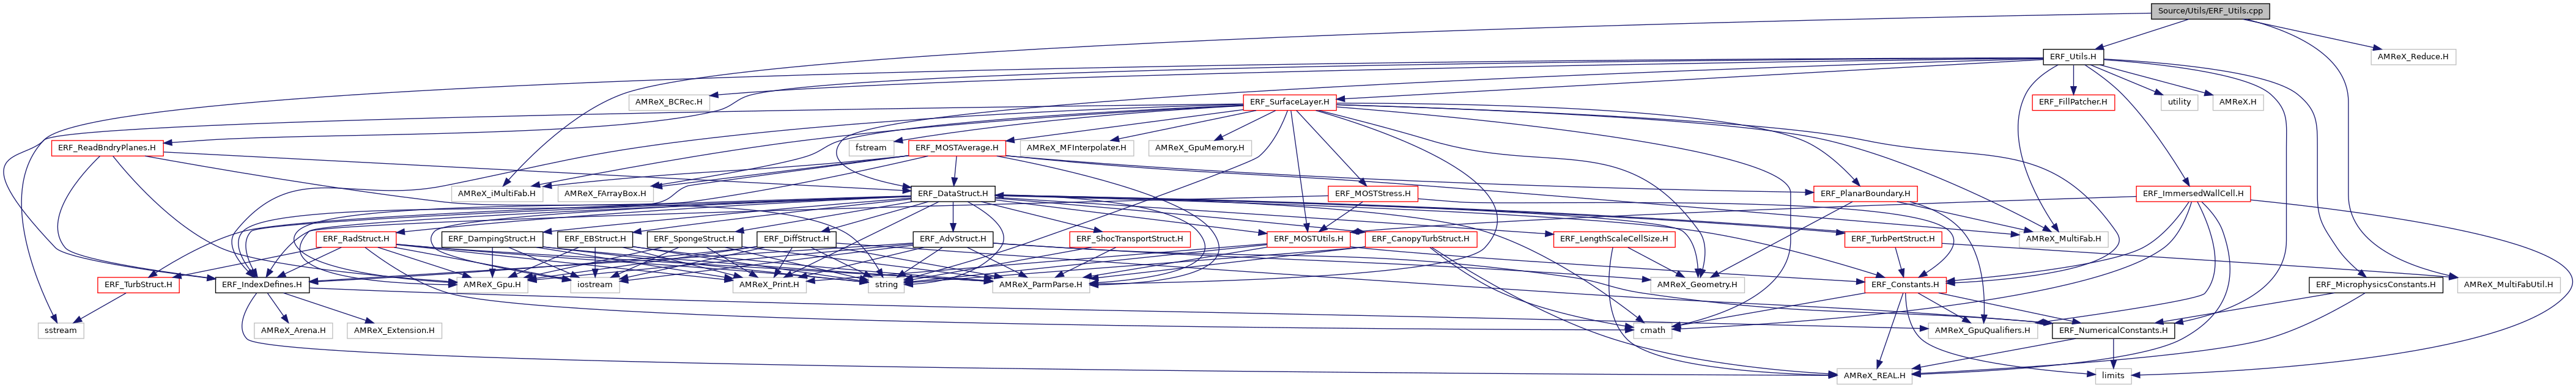 Source/Utils/ERF_Utils.cpp
ERF_Utils.H
AMReX_Reduce.H
AMReX_BCRec.H
ERF_SurfaceLayer.H
ERF_FillPatcher.H
utility
AMReX.H
ERF_ReadBndryPlanes.H
fstream
ERF_MOSTAverage.H
AMReX_MFInterpolater.H
AMReX_GpuMemory.H
AMReX_iMultiFab.H
AMReX_FArrayBox.H
ERF_DataStruct.H
ERF_MOSTStress.H
ERF_PlanarBoundary.H
ERF_ImmersedWallCell.H
ERF_RadStruct.H
ERF_DampingStruct.H
ERF_EBStruct.H
ERF_SpongeStruct.H
ERF_DiffStruct.H
ERF_AdvStruct.H
ERF_ShocTransportStruct.H
ERF_MOSTUtils.H
ERF_CanopyTurbStruct.H
ERF_LengthScaleCellSize.H
ERF_TurbPertStruct.H
AMReX_MultiFab.H
ERF_TurbStruct.H
ERF_IndexDefines.H
AMReX_Gpu.H
iostream
AMReX_Print.H
string
AMReX_ParmParse.H
AMReX_Geometry.H
ERF_Constants.H
ERF_MicrophysicsConstants.H
AMReX_MultiFabUtil.H
sstream
AMReX_Arena.H
AMReX_Extension.H
cmath
AMReX_GpuQualifiers.H
ERF_NumericalConstants.H
AMReX_REAL.H
limits